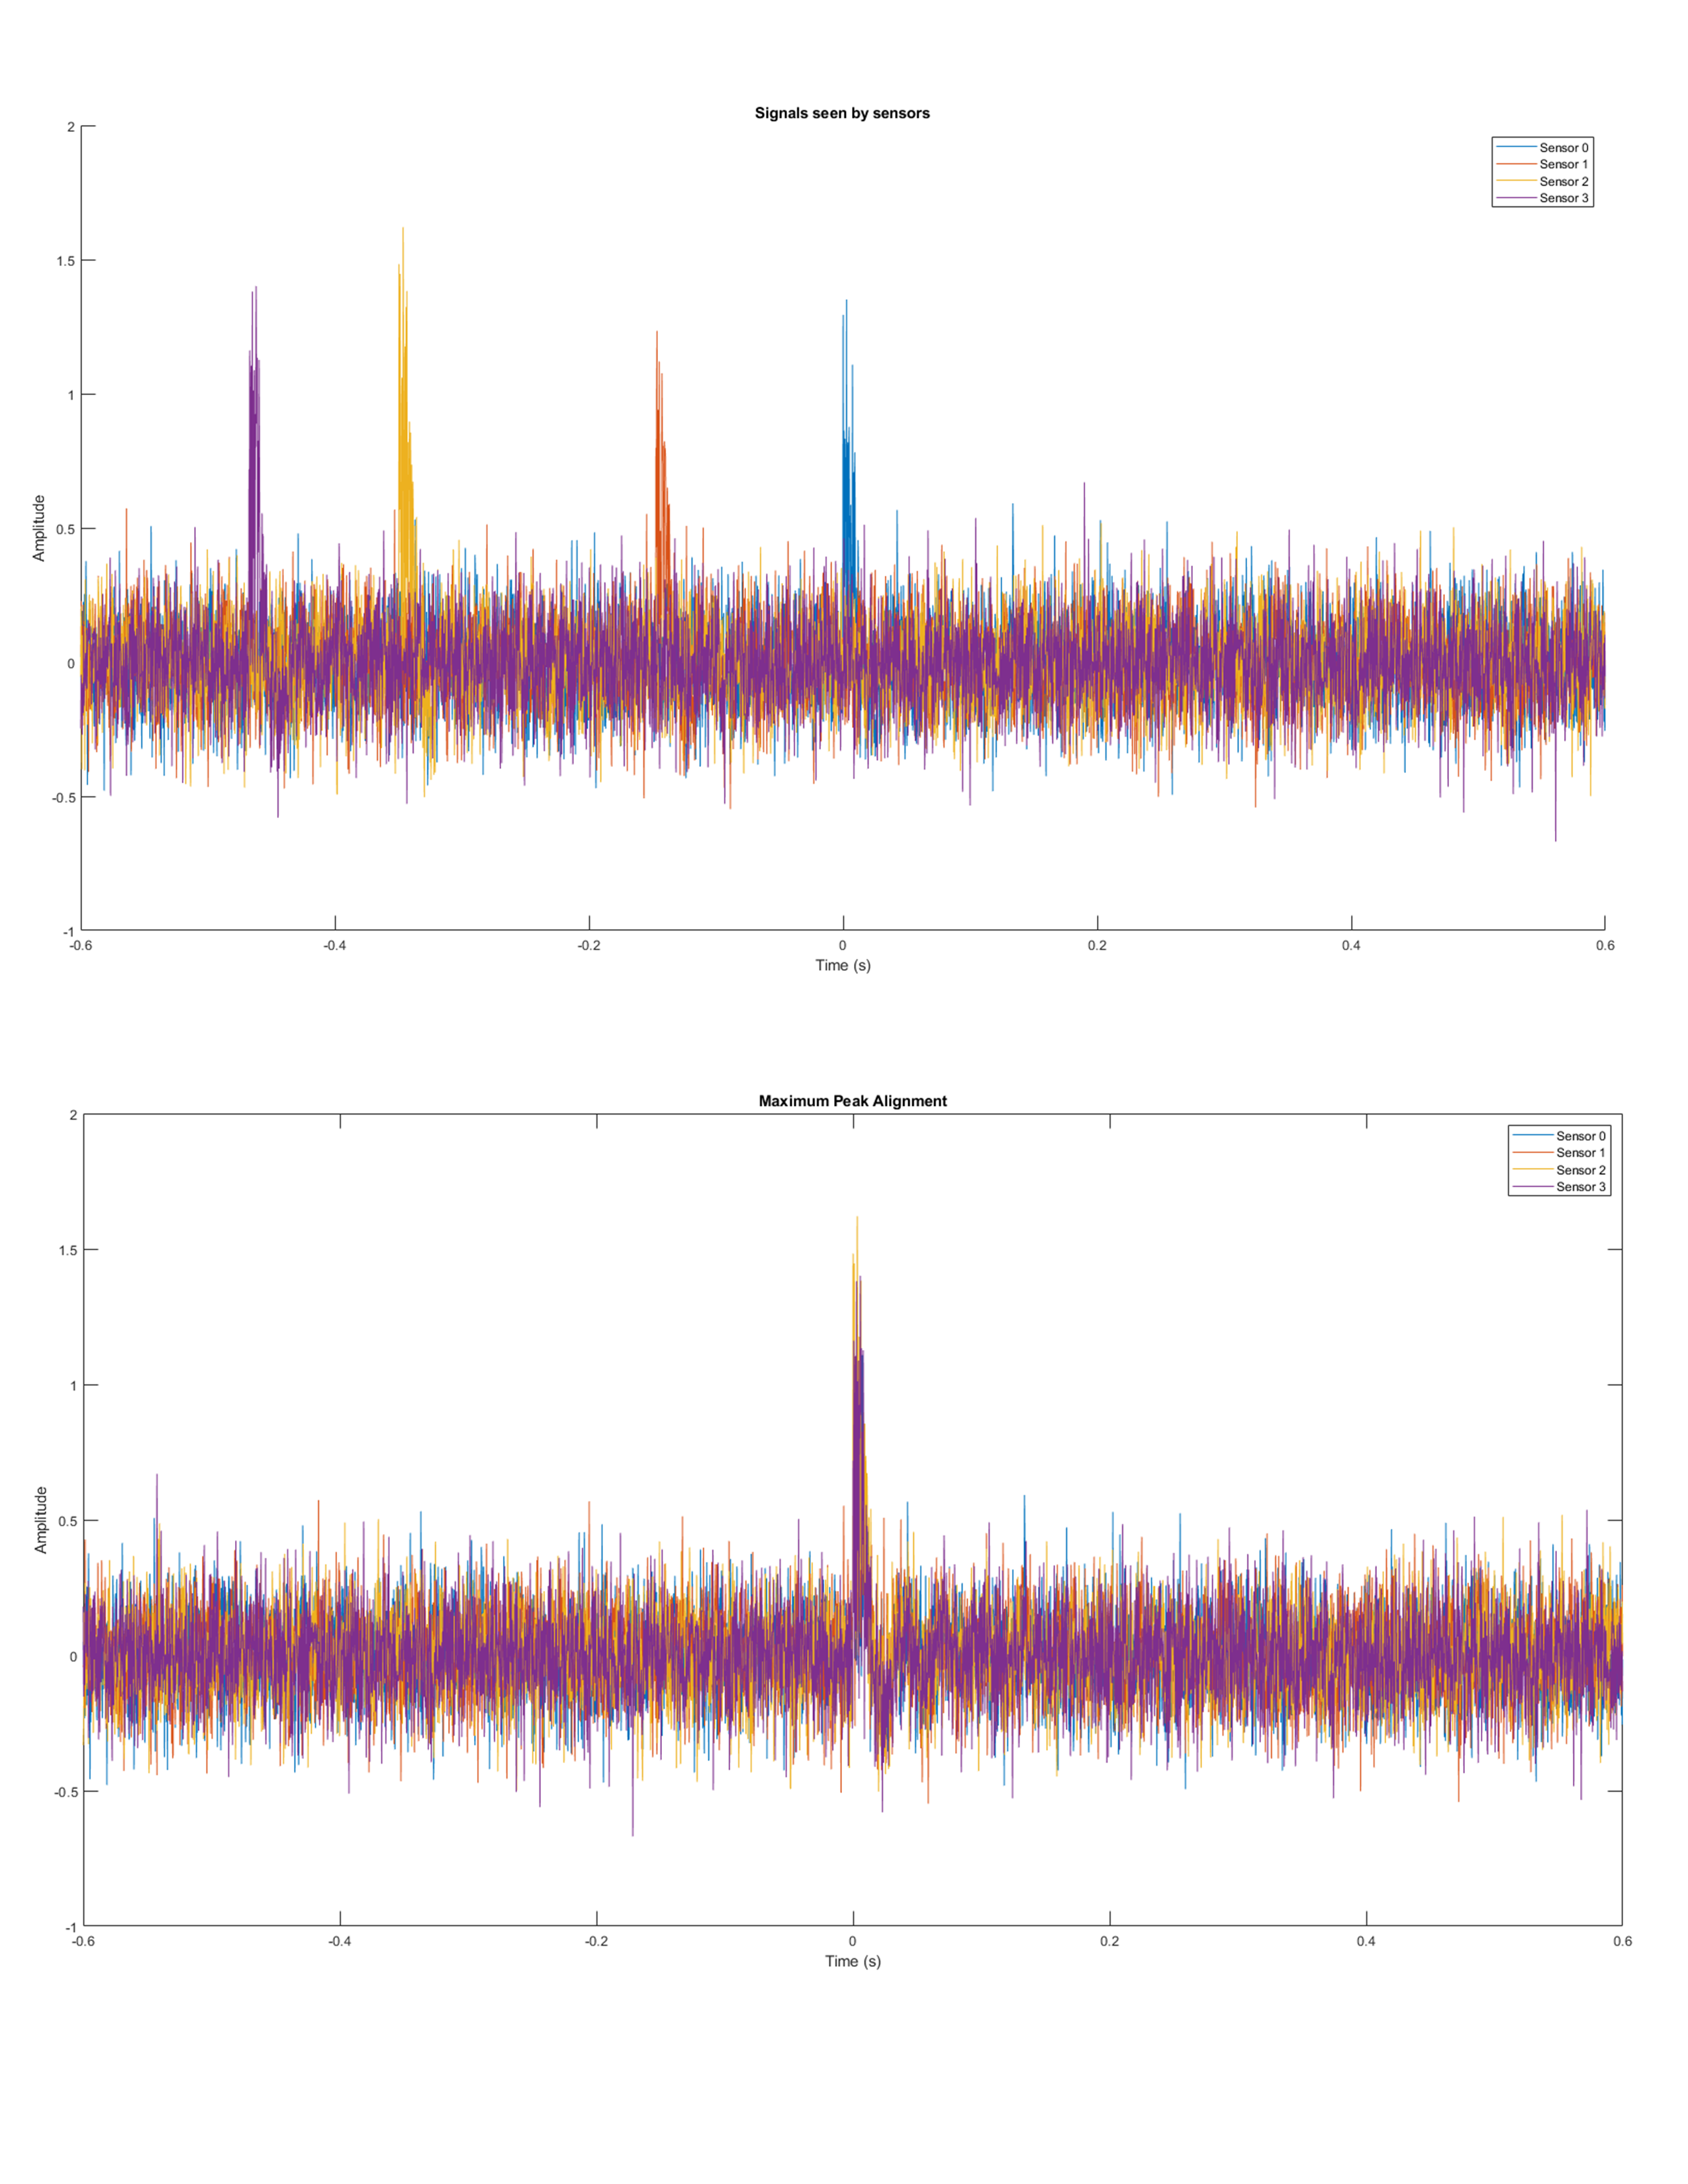 Signals seen by sensors
2
Sensor 0
Sensor 1
Sensor 2
Sensor 3
1.5
1
0.5
Amplitude
0
-0.5
-1
-0.6 -0.4 -0.2 0 0.2 0.4 0.6
Time (s)
Maximum Peak Alignment
2
Sensor 0
Sensor 1
Sensor 2
Sensor 3
1.5
1
0.5
Amplitude
0
-0.5
-1
-0.6 -0.4 -0.2 0 0.2 0.4 0.6
Time (s)